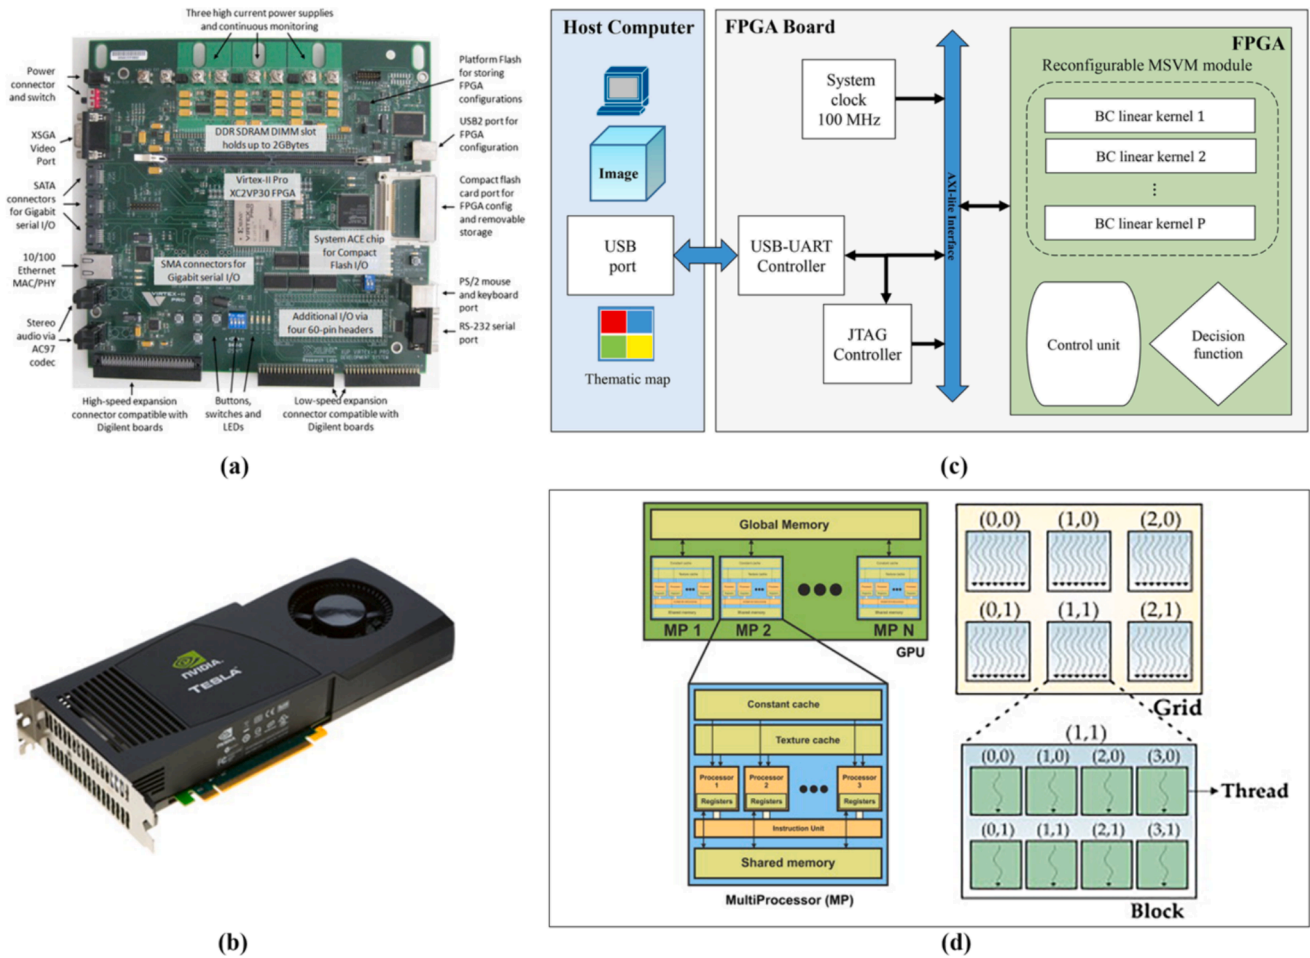 Three high current power supplies
and continuous monitoring
Power
connector
and switch
XSGA
Video
Port
SATA
connectors
for Gigabit
serial I/O
10/100
Ethernet
MAC/PHY
Stereo
audio via
AC97
codec
High-speed expansion
connector compatible with
Digilent boards
Buttons,
switches and
LEDs
Low-speed expansion
connector compatible with
Digilent boards
Platform Flash
for storing
FPGA
configurations
USB2 port for
FPGA
configuration
Compact flash
card port for
FPGA config
and removable
storage
PS/2 mouse
and keyboard
port
RS-232 serial
port
DDR SDRAM DIMM slot
holds up to 2GBytes
Virtex-II Pro
XC2VP30 FPGA
System ACE chip
for Compact
Flash I/O
SMA connectors for
Gigabit serial I/O
VIRTEX-II
PRO
Additional I/O via
four 60-pin headers
(a)
Host Computer
Image
USB
port
Thematic map
FPGA Board
System
clock
100 MHz
USB-UART
Controller
JTAG
Controller
AXI-lite Interface
FPGA
Reconfigurable MSVM module
BC linear kernel 1
BC linear kernel 2
⋮
BC linear kernel P
Control unit
Decision
function
(c)
NVIDIA.
TESLA
(b)
Global Memory
Constant cache
Texture cache
Shared memory
MP 1
MP 2
MP N
GPU
Constant cache
Texture cache
Processor
1
Registers
Processor
2
Registers
Processor
3
Registers
Instruction Unit
Shared memory
MultiProcessor (MP)
(0,0) (1,0) (2,0)
(0,1) (1,1) (2,1)
Grid
(1,1)
(0,0) (1,0) (2,0) (3,0)
Thread
(0,1) (1,1) (2,1) (3,1)
Block
(d)